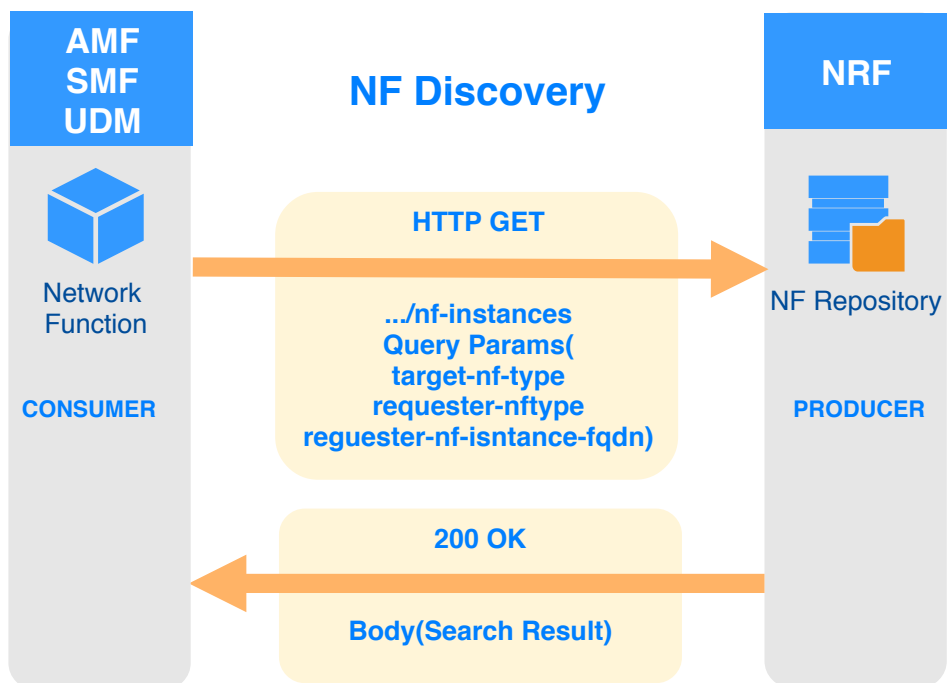 AMF
SMF
UDM
NF Discovery
NRF
Network
Function
CONSUMER
HTTP GET
.../nf-instances
Query Params(
target-nf-type
requester-nftype
reguester-nf-isntance-fqdn)
NF Repository
PRODUCER
200 OK
Body(Search Result)